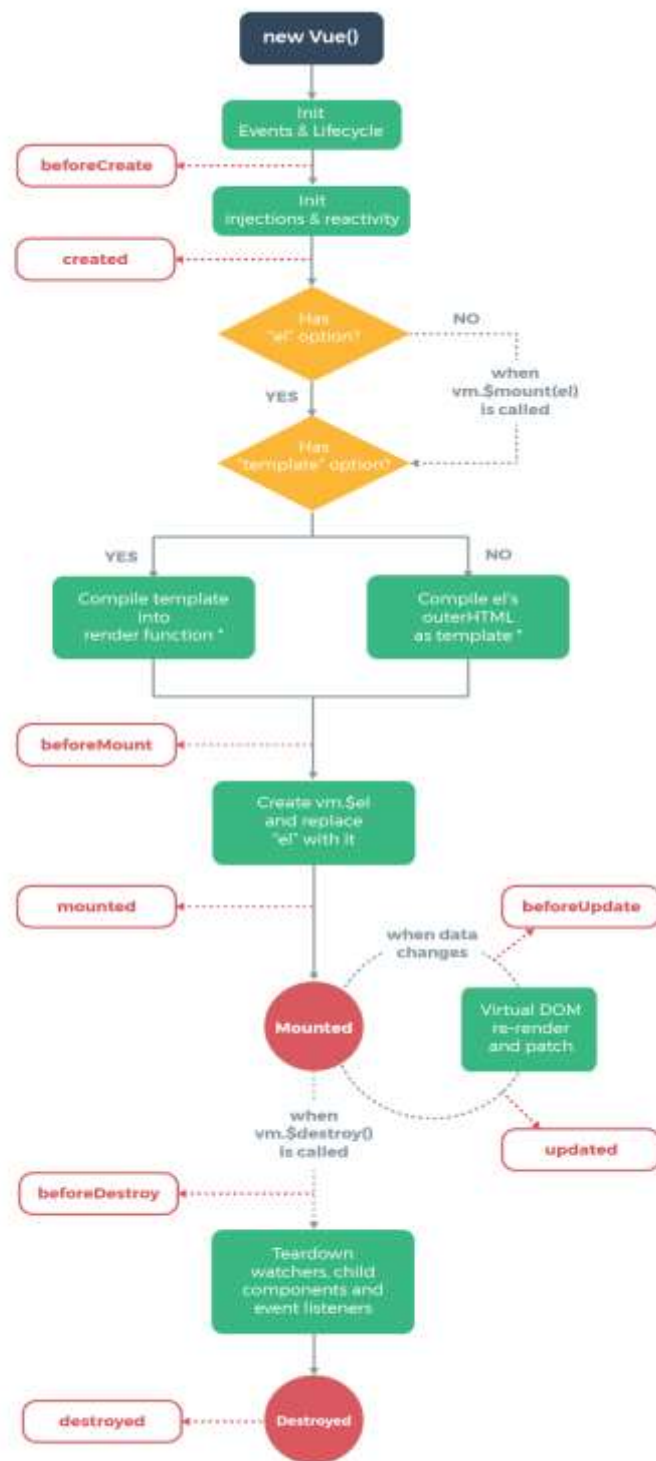 new Vue()
Init
Events & Lifecycle
beforeCreate
Init
injections & reactivity
created
Has
"el" option?
NO
when
vm.$mount(el)
is called
YES
Has
"template" option?
YES
NO
Compile template
into
render function *
Compile el's
outerHTML
as template *
beforeMount
Create vm.$el
and replace
"el" with it
mounted
beforeUpdate
when data
changes
Mounted
Virtual DOM
re-render
and patch
when
vm.$destroy()
is called
updated
beforeDestroy
Teardown
watchers, child
components and
event listeners
destroyed
Destroyed